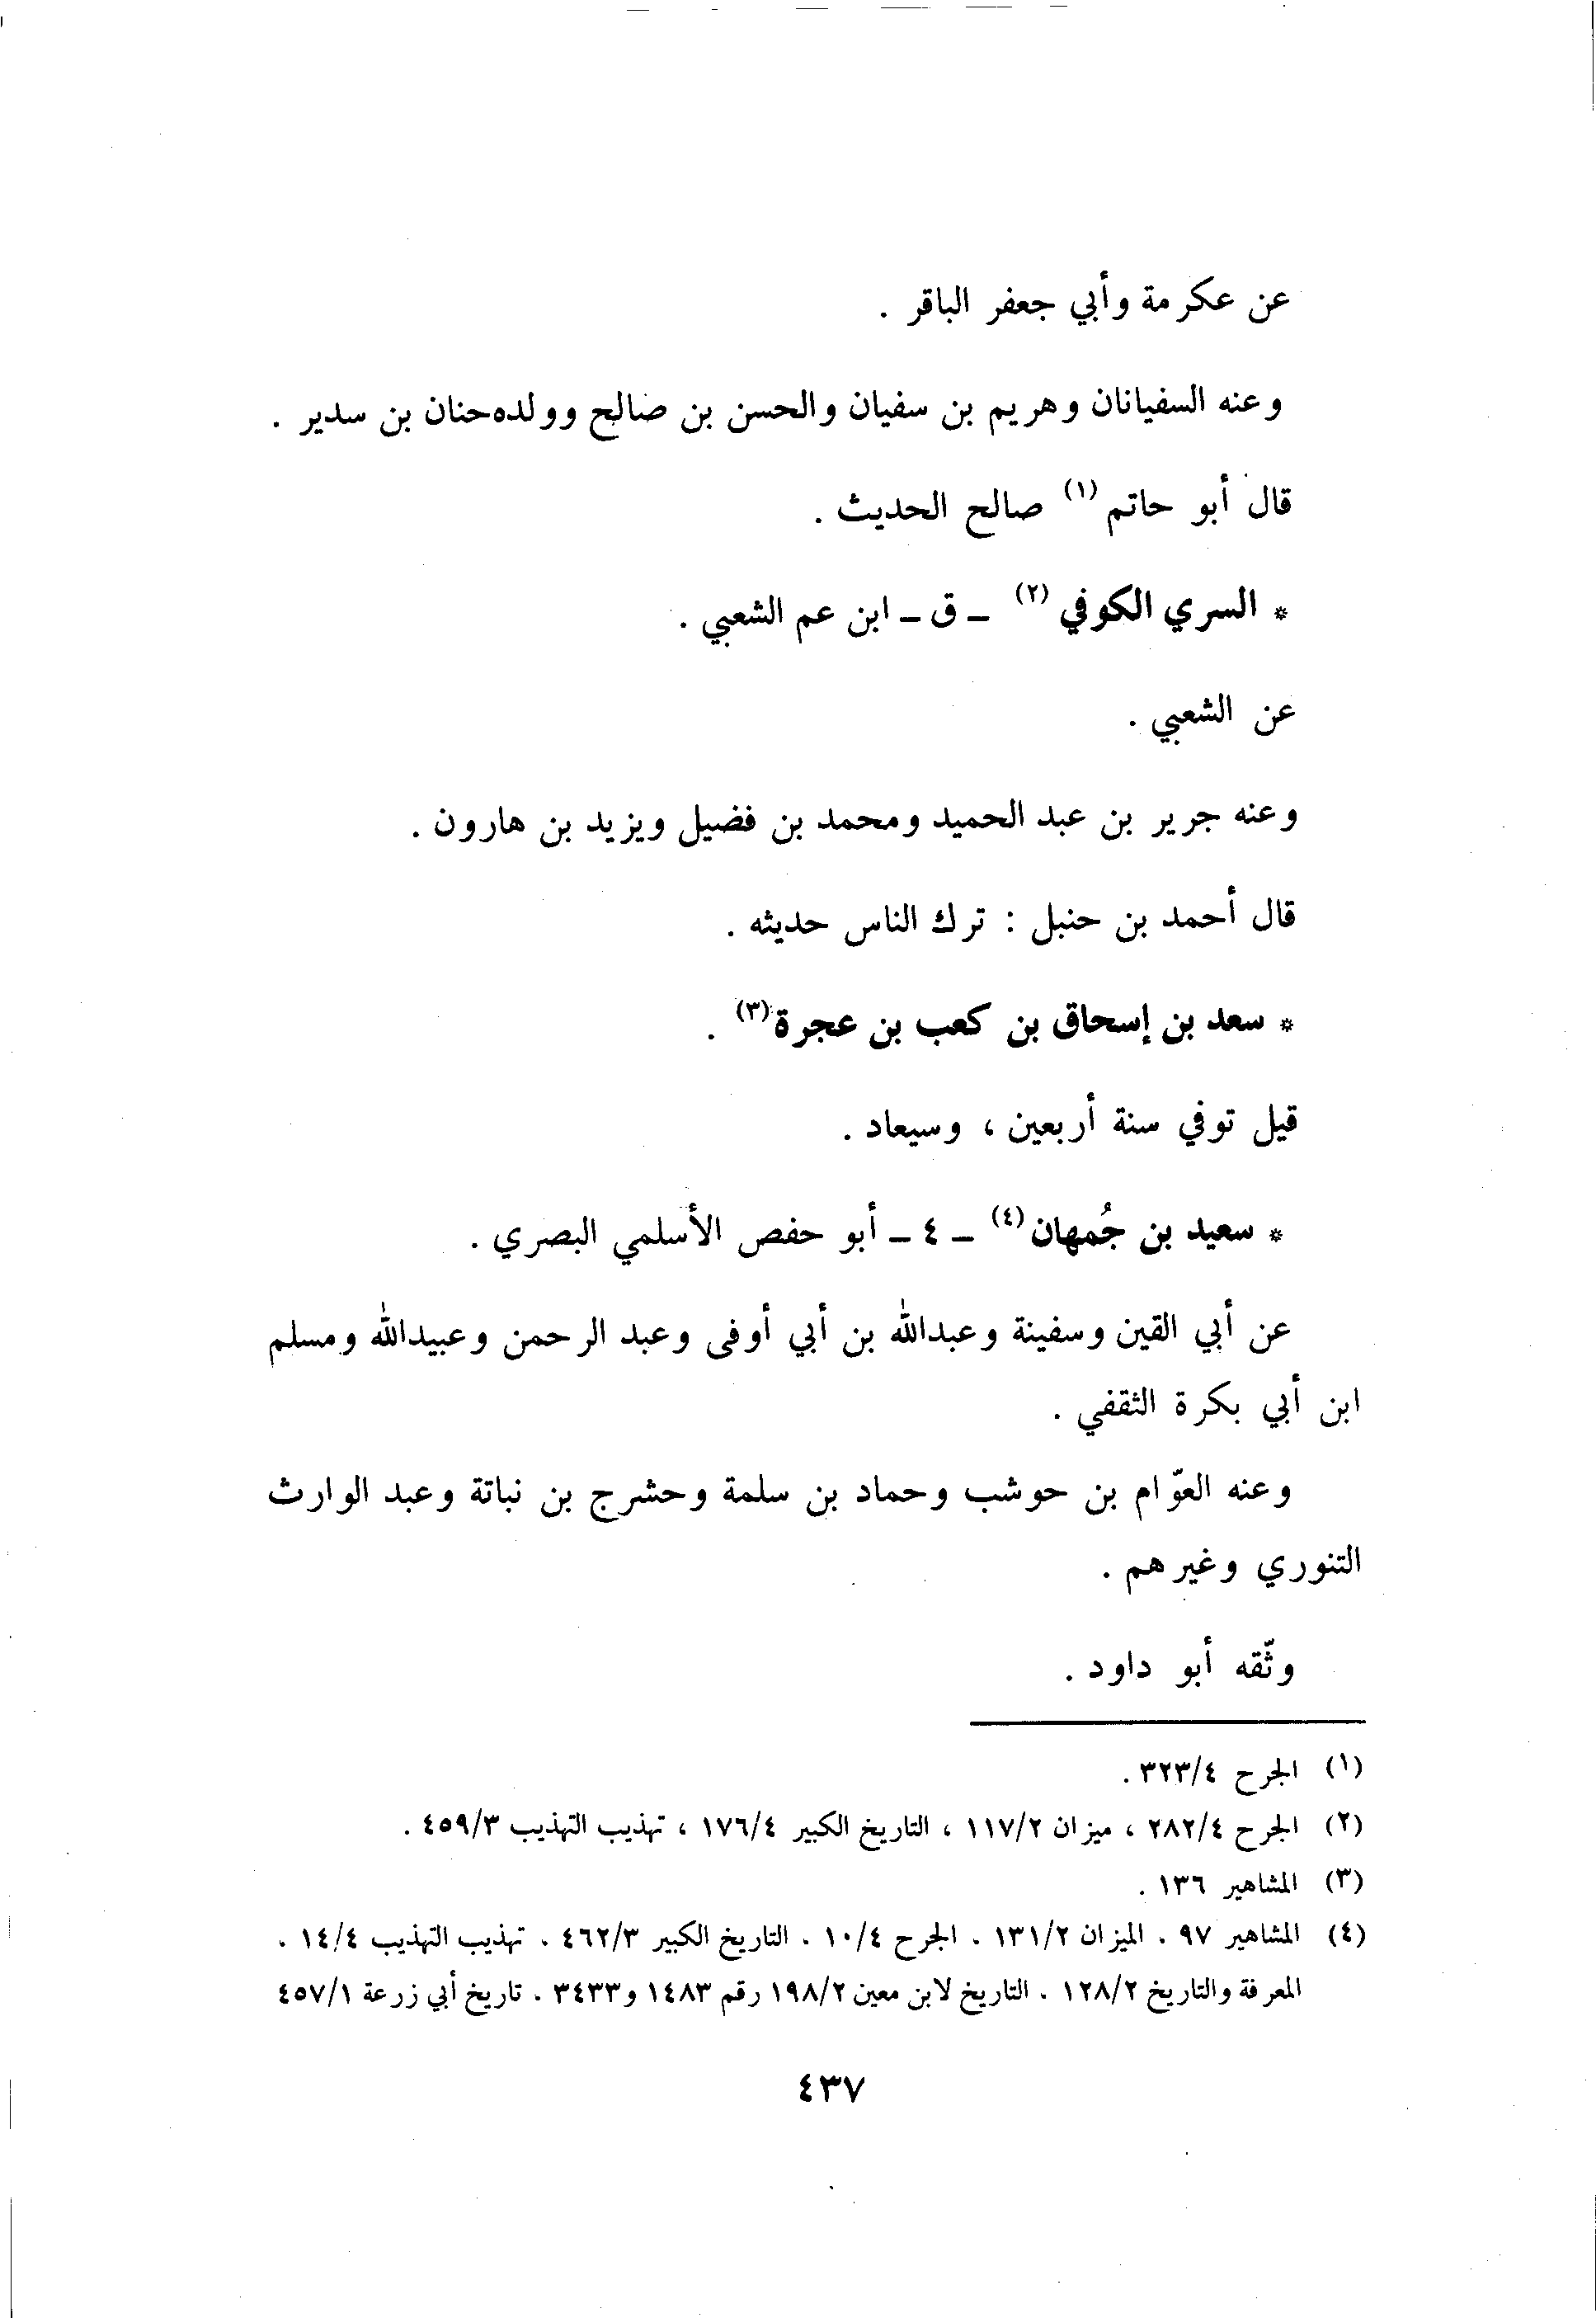 عن عكرمة وأبي جعفر الباقر .
وعنه السفيانان وهريم بن سفيان والحسن بن صالح وولده حنان بن سدير .
قال أبو حاتم (١) صالح الحديث .
* السري الكوفي (٢) ـ ق ـ ابن عم الشعبي .
عن الشعبي .
وعنه جرير بن عبد الحميد ومحمد بن فضيل ويزيد بن هارون .
قال أحمد بن حنبل : ترك الناس حديثه .
* سعد بن إسحاق بن كعب بن عجرة (٣) .
قيل توفي سنة أربعين ، وسيعاد .
* سعيد بن جُمهان (٤) ـ ٤ ـ أبو حفص الأسلمي البصري .
عن أبي القين وسفينة وعبدالله بن أبي أوفى وعبد الرحمن وعبيدالله ومسلم
ابن أبي بكرة الثقفي .
وعنه العوّام بن حوشب وحماد بن سلمة وحشرج بن نباتة وعبد الوارث
التنوري وغيرهم .
وثّقه أبو داود .
(١) الجرح ٣٢٣/٤ .
(٢) الجرح ٢٨٢/٤ ، ميزان ١١٧/٢ ، التاريخ الكبير ١٧٦/٤ ، تهذيب التهذيب ٤٥٩/٣ .
(٣) المشاهير ١٣٦ .
(٤) المشاهير ٩٧ . الميزان ١٣١/٢ . الجرح ١٠/٤ . التاريخ الكبير ٤٦٢/٣ . تهذيب التهذيب ١٤/٤ .
المعرفة والتاريخ ١٢٨/٢ . التاريخ لابن معين ١٩٨/٢ رقم ١٤٨٣ و٣٤٣٣ . تاريخ أبي زرعة ٤٥٧/١
٤٣٧